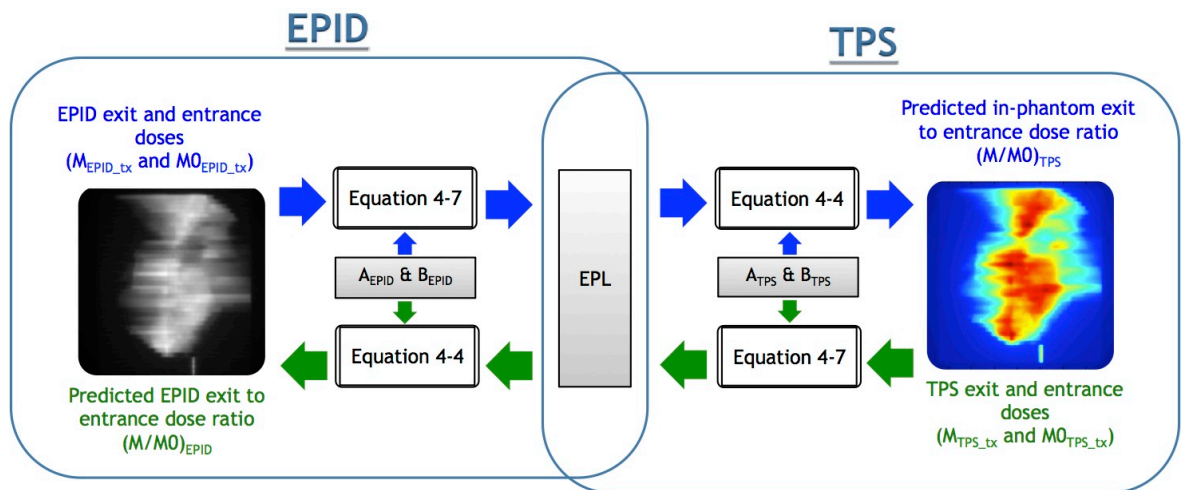 EPID
TPS
EPID exit and entrance
doses
(M_EPID_tx and M0_EPID_tx)
Equation 4-7
A_EPID & B_EPID
Equation 4-4
Predicted EPID exit to
entrance dose ratio
(M/M0)_EPID
EPL
Predicted in-phantom exit
to entrance dose ratio
(M/M0)_TPS
Equation 4-4
A_TPS & B_TPS
Equation 4-7
TPS exit and entrance
doses
(M_TPS_tx and M0_TPS_tx)